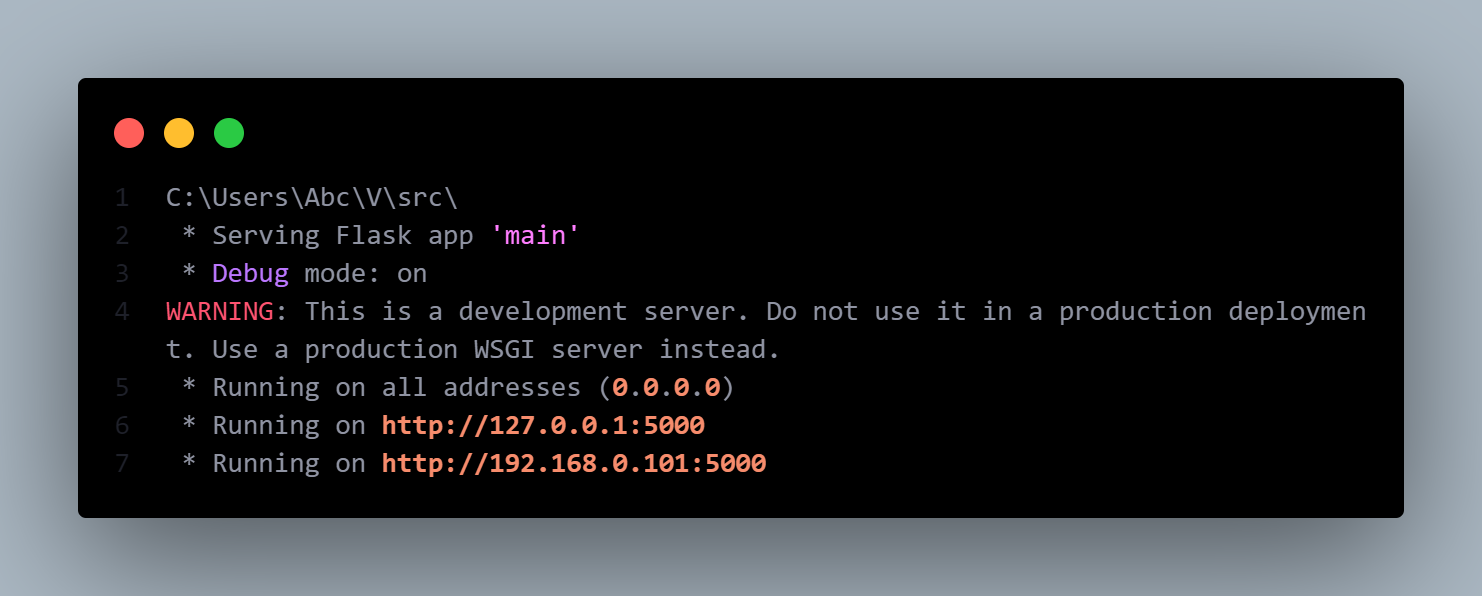 1 C:\Users\Abc\V\src\
2 * Serving Flask app 'main'
3 * Debug mode: on
4 WARNING: This is a development server. Do not use it in a production deploymen
t. Use a production WSGI server instead.
5 * Running on all addresses (0.0.0.0)
6 * Running on http://127.0.0.1:5000
7 * Running on http://192.168.0.101:5000